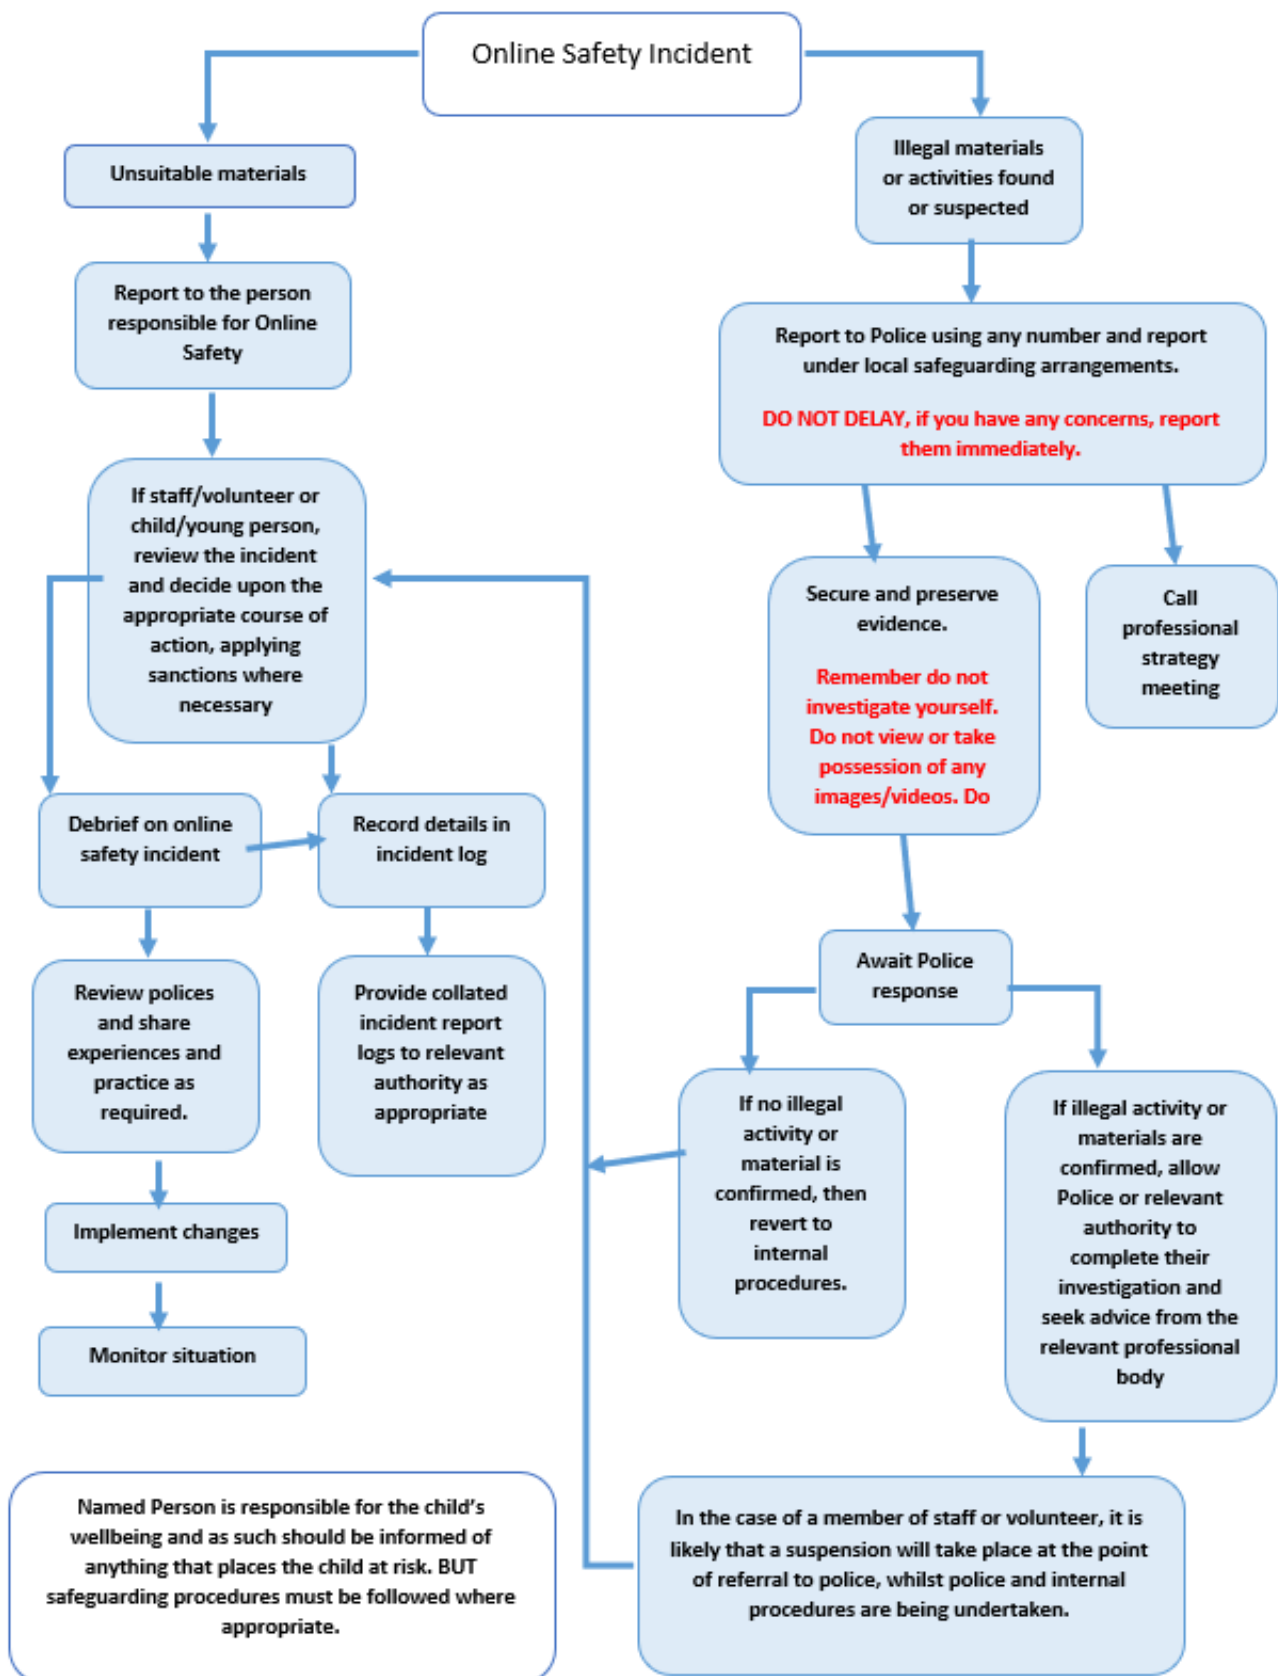 Online Safety Incident
Unsuitable materials
Report to the person
responsible for Online
Safety
If staff/volunteer or
child/young person,
review the incident
and decide upon the
appropriate course of
action, applying
sanctions where
necessary
Debrief on online
safety incident
Record details in
incident log
Review polices
and share
experiences and
practice as
required.
Provide collated
incident report
logs to relevant
authority as
appropriate
Implement changes
Monitor situation
Illegal materials
or activities found
or suspected
Report to Police using any number and report
under local safeguarding arrangements.
DO NOT DELAY, if you have any concerns, report
them immediately.
Secure and preserve
evidence.
Remember do not
investigate yourself.
Do not view or take
possession of any
images/videos. Do
Call
professional
strategy
meeting
Await Police
response
If no illegal
activity or
material is
confirmed, then
revert to
internal
procedures.
If illegal activity or
materials are
confirmed, allow
Police or relevant
authority to
complete their
investigation and
seek advice from the
relevant professional
body
In the case of a member of staff or volunteer, it is
likely that a suspension will take place at the point
of referral to police, whilst police and internal
procedures are being undertaken.
Named Person is responsible for the child’s
wellbeing and as such should be informed of
anything that places the child at risk. BUT
safeguarding procedures must be followed where
appropriate.